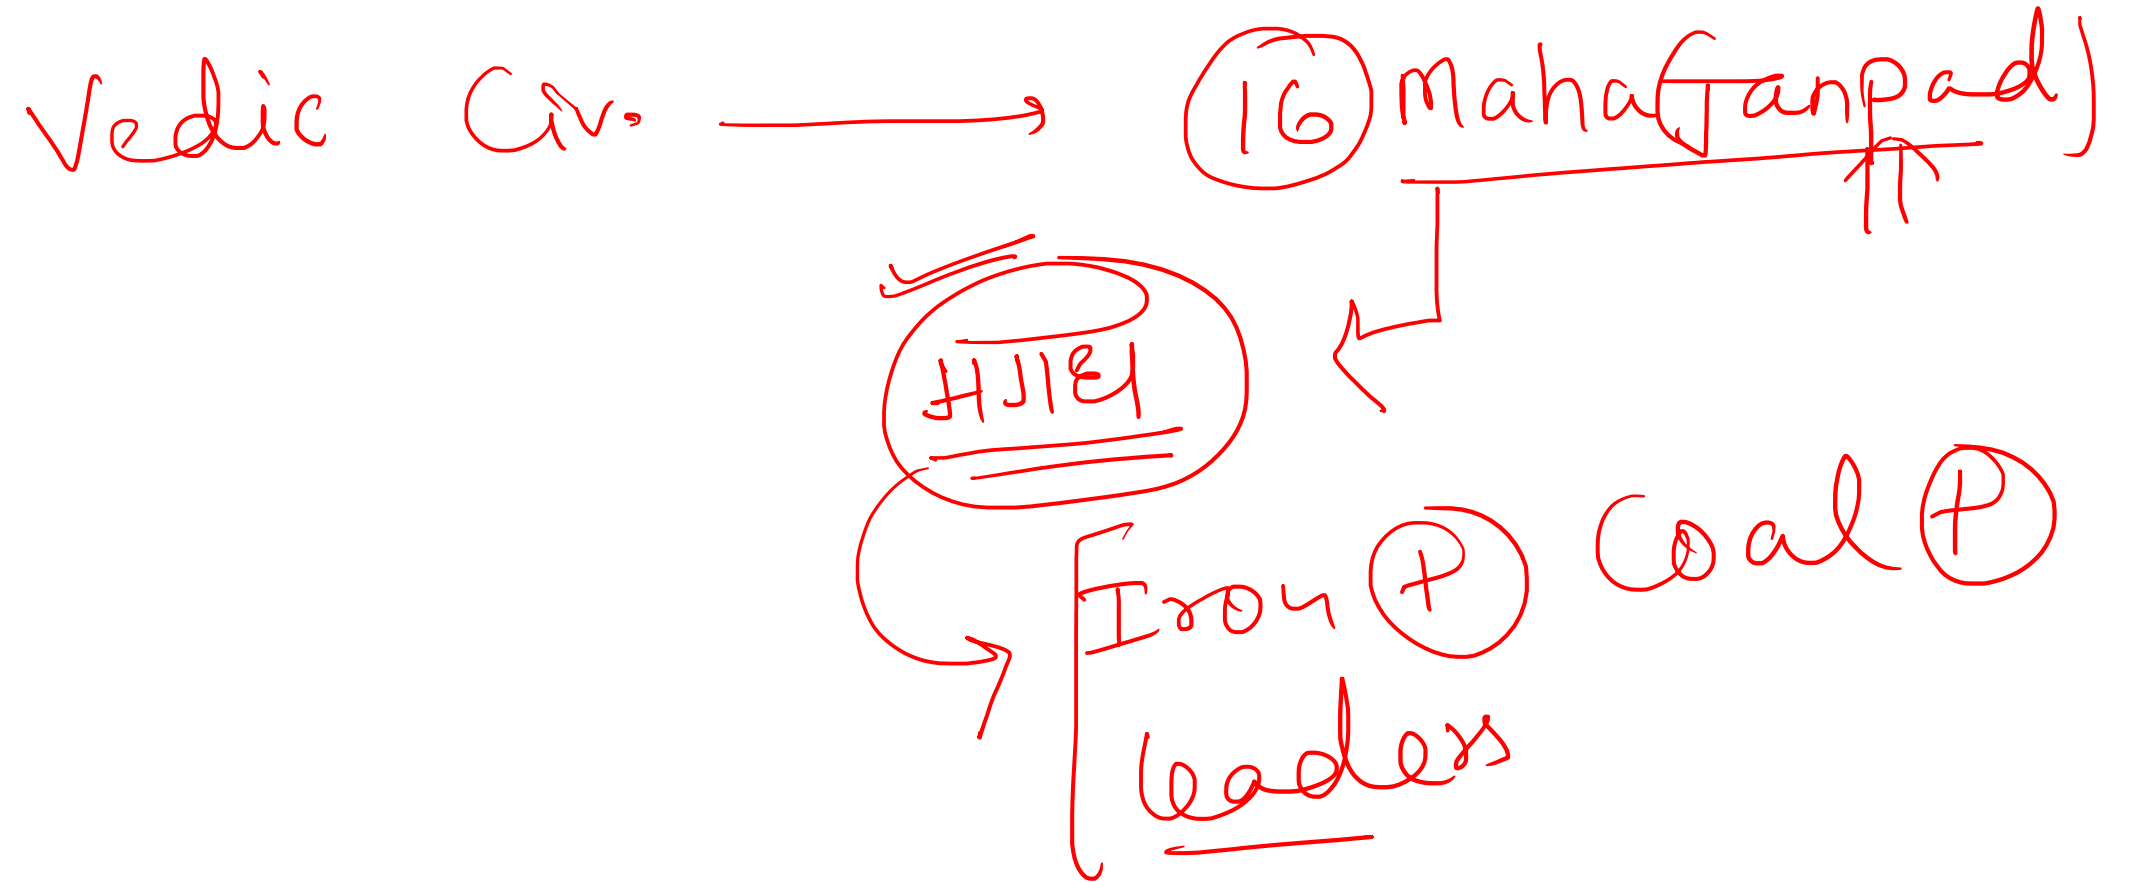 Vedic Civ. → 16 MahaJanpad)
मगध
Iron P Coal P
Leaders